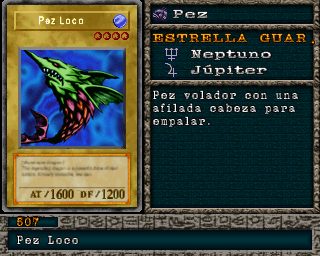 Pez Loco
AT/1600 DF/1200
Pez
ESTRELLA GUAR.
Neptuno
Júpiter
Pez volador con una
afilada cabeza para
empalar.
507
Pez Loco